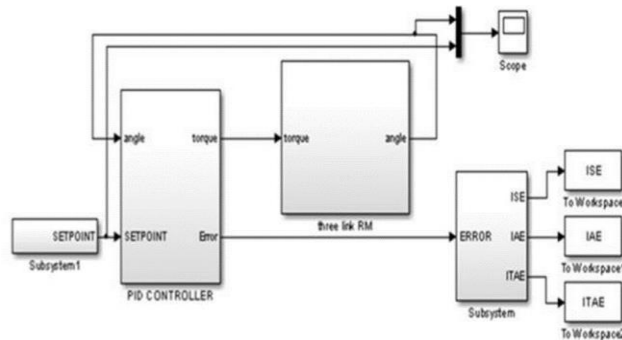 Scope
angle
torque
torque
angle
three link RM
SETPOINT
Subsystem1
SETPOINT
Error
PID CONTROLLER
ERROR
ISE
IAE
ITAE
Subsystem
ISE
To Workspace
IAE
To Workspace1
ITAE
To Workspace2